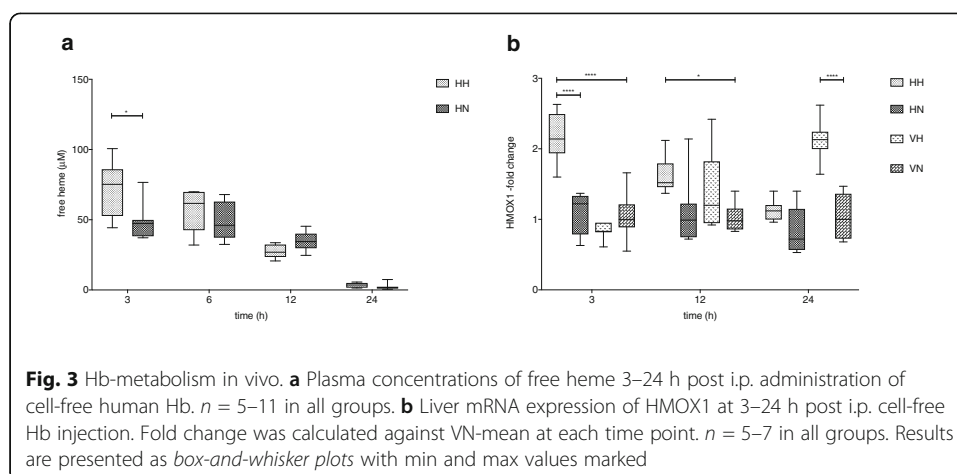 a
150
100
50
0
free heme (µM)
*
HH
HN
3 6 12 24
time (h)
b
3
2
1
0
HMOX1 -fold change
****
****
*
****
HH
HN
VH
VN
3 12 24
time (h)
Fig. 3 Hb-metabolism in vivo. a Plasma concentrations of free heme 3–24 h post i.p. administration of
cell-free human Hb. n = 5–11 in all groups. b Liver mRNA expression of HMOX1 at 3–24 h post i.p. cell-free
Hb injection. Fold change was calculated against VN-mean at each time point. n = 5–7 in all groups. Results
are presented as box-and-whisker plots with min and max values marked